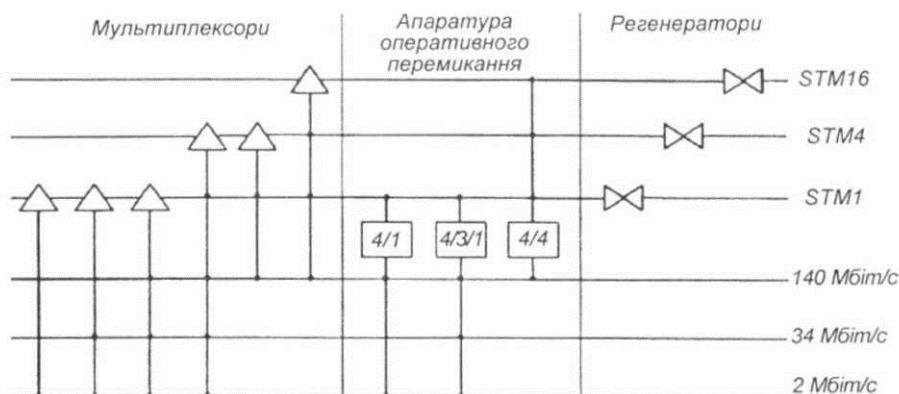 Мультиплексори
Апаратура
оперативного
перемикання
Регенератори
STM16
STM4
STM1
4/1
4/3/1
4/4
140 Мбіт/с
34 Мбіт/с
2 Мбіт/с